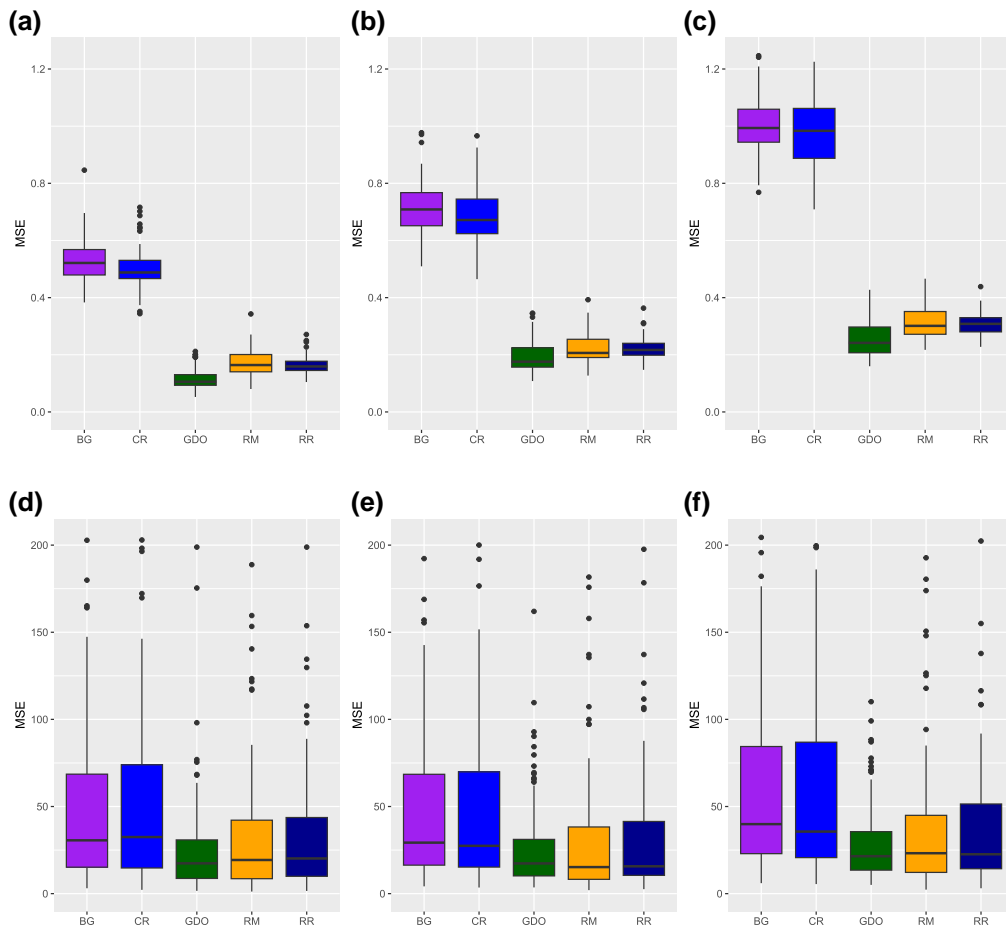 (a) (b) (c)
1.2 1.2 1.2
0.8 0.8 0.8
MSE MSE MSE
0.4 0.4 0.4
0.0 0.0 0.0
BG CR GDO RM RR BG CR GDO RM RR BG CR GDO RM RR
(d) (e) (f)
200 200 200
150 150 150
MSE MSE MSE
100 100 100
50 50 50
0 0 0
BG CR GDO RM RR BG CR GDO RM RR BG CR GDO RM RR